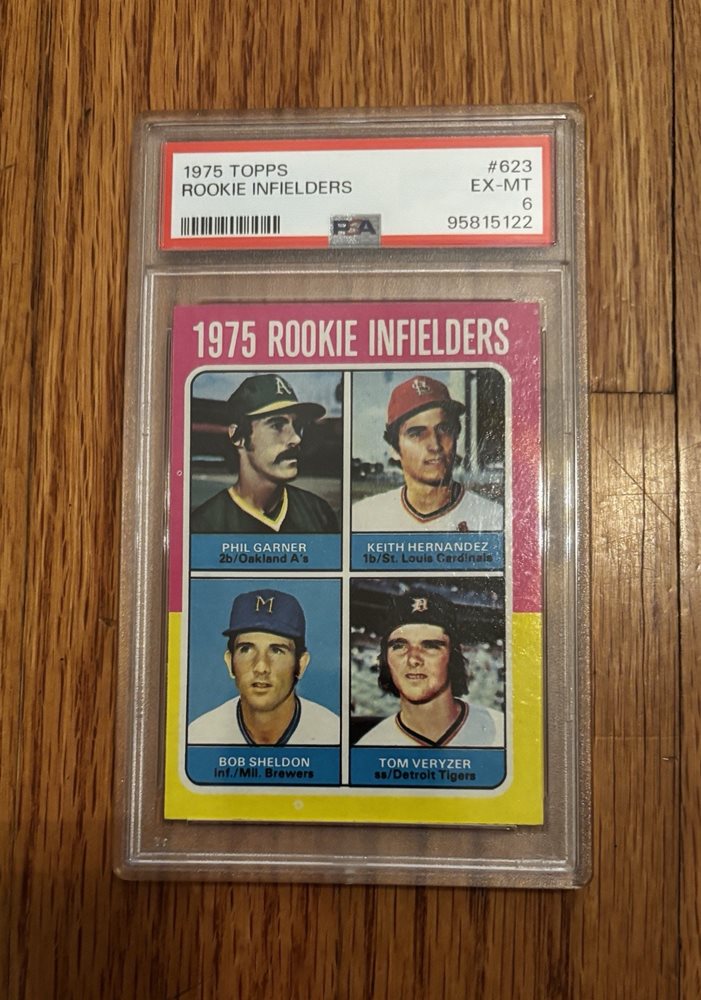 1975 TOPPS #623
ROOKIE INFIELDERS EX-MT
6
PSA 95815122
1975 ROOKIE INFIELDERS
A's
StL
PHIL GARNER
2b/Oakland A's
KEITH HERNANDEZ
1b/St. Louis Cardinals
M
D
BOB SHELDON
Inf./Mil. Brewers
TOM VERYZER
ss/Detroit Tigers